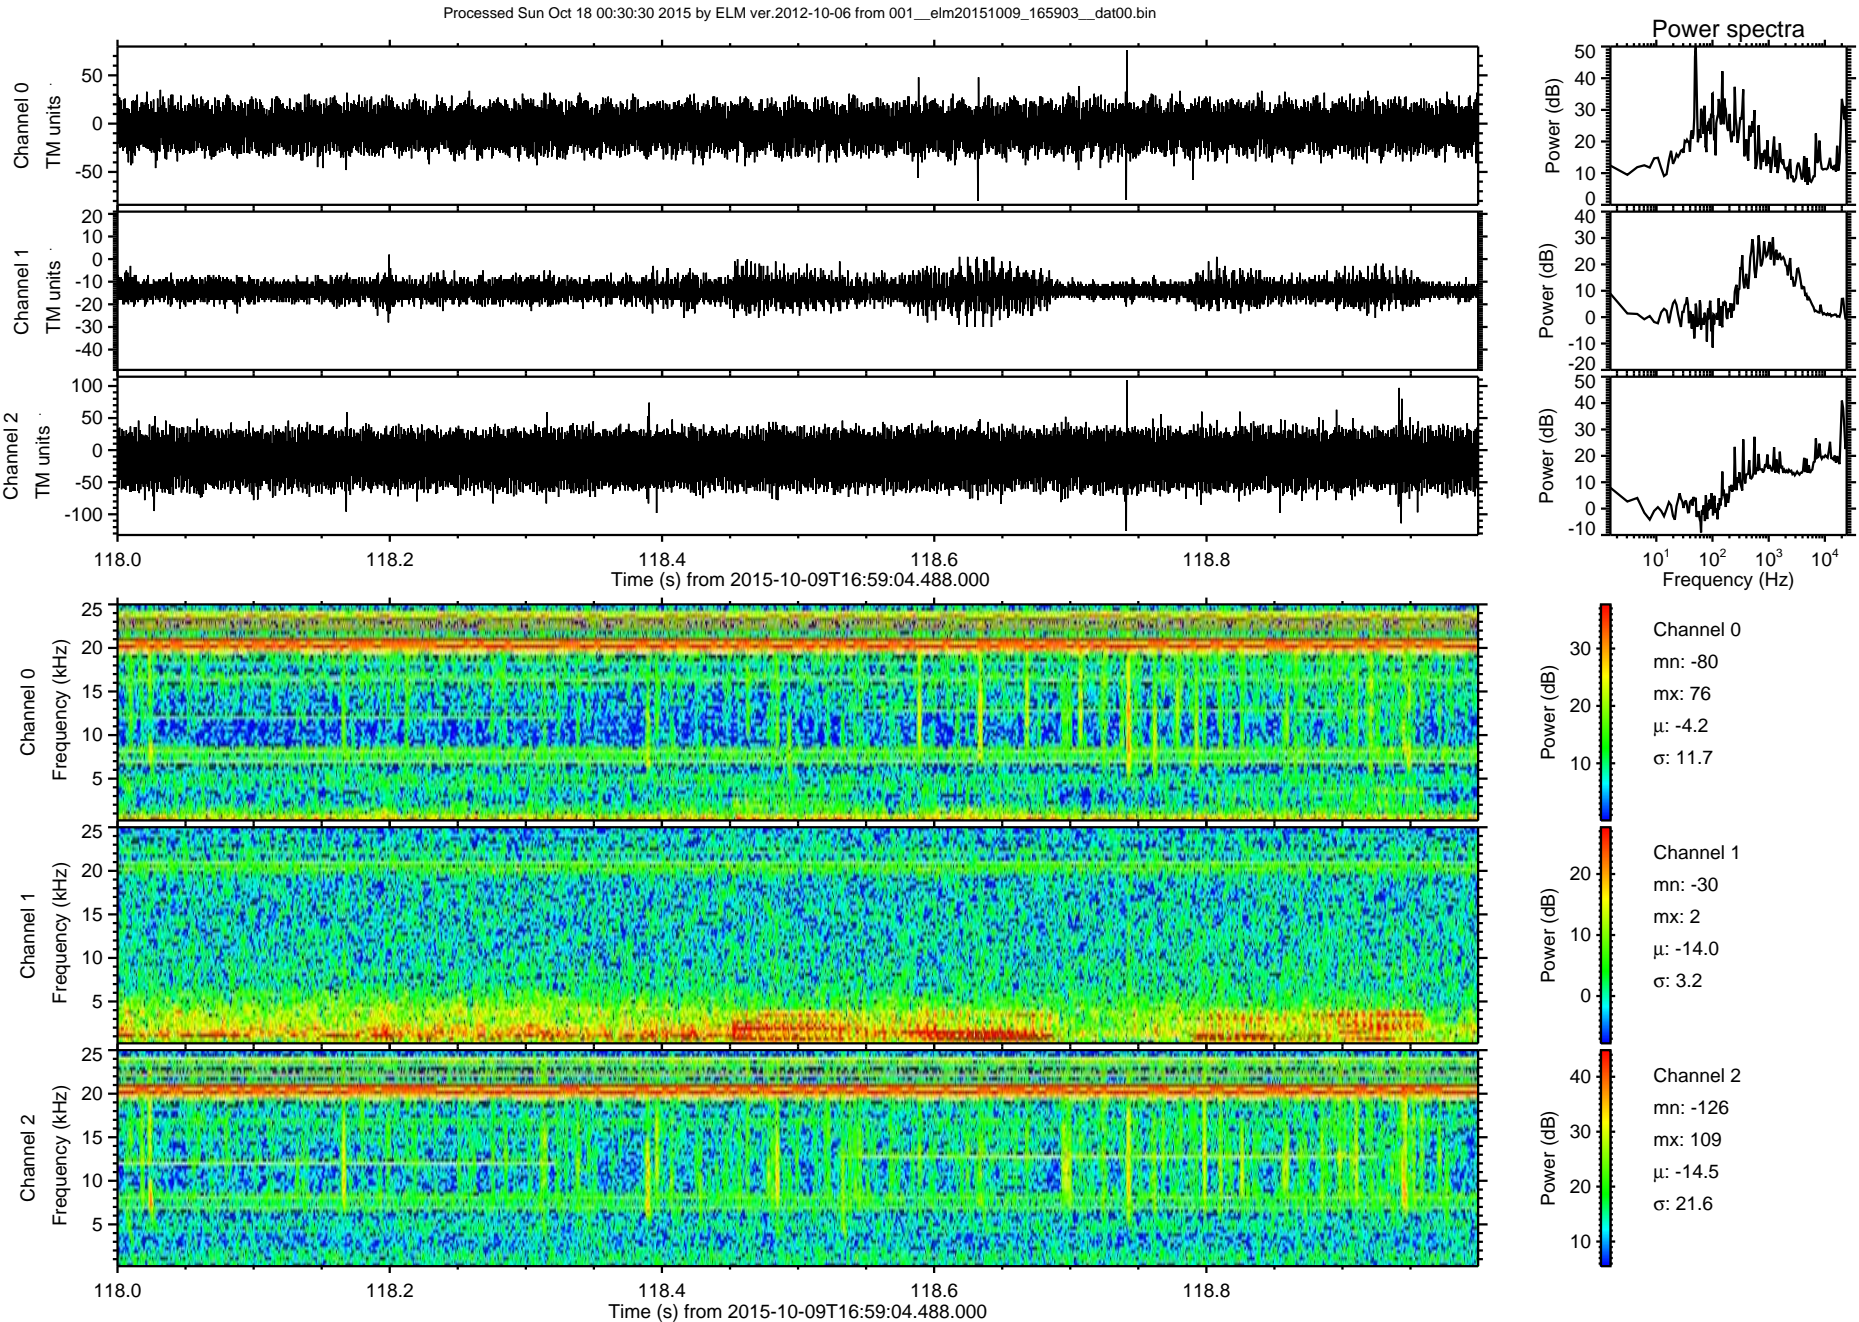 Processed Sun Oct 18 00:30:30 2015 by ELM ver.2012-10-06 from 001__elm20151009_165903__dat00.bin
Power spectra
Channel 0
TM units
50
0
-50
Power (dB)
50
40
30
20
10
0
Channel 1
TM units
20
10
0
-10
-20
-30
-40
Power (dB)
40
30
20
10
0
-10
-20
Channel 2
TM units
100
50
0
-50
-100
Power (dB)
50
40
30
20
10
0
-10
118.0 118.2 118.4 118.6 118.8
Time (s) from 2015-10-09T16:59:04.488.000
10^1 10^2 10^3 10^4
Frequency (Hz)
Channel 0
Frequency (kHz)
25
20
15
10
5
Power (dB)
30
20
10
Channel 0
mn: -80
mx: 76
μ: -4.2
σ: 11.7
Channel 1
Frequency (kHz)
25
20
15
10
5
Power (dB)
20
10
0
Channel 1
mn: -30
mx: 2
μ: -14.0
σ: 3.2
Channel 2
Frequency (kHz)
25
20
15
10
5
Power (dB)
40
30
20
10
Channel 2
mn: -126
mx: 109
μ: -14.5
σ: 21.6
118.0 118.2 118.4 118.6 118.8
Time (s) from 2015-10-09T16:59:04.488.000